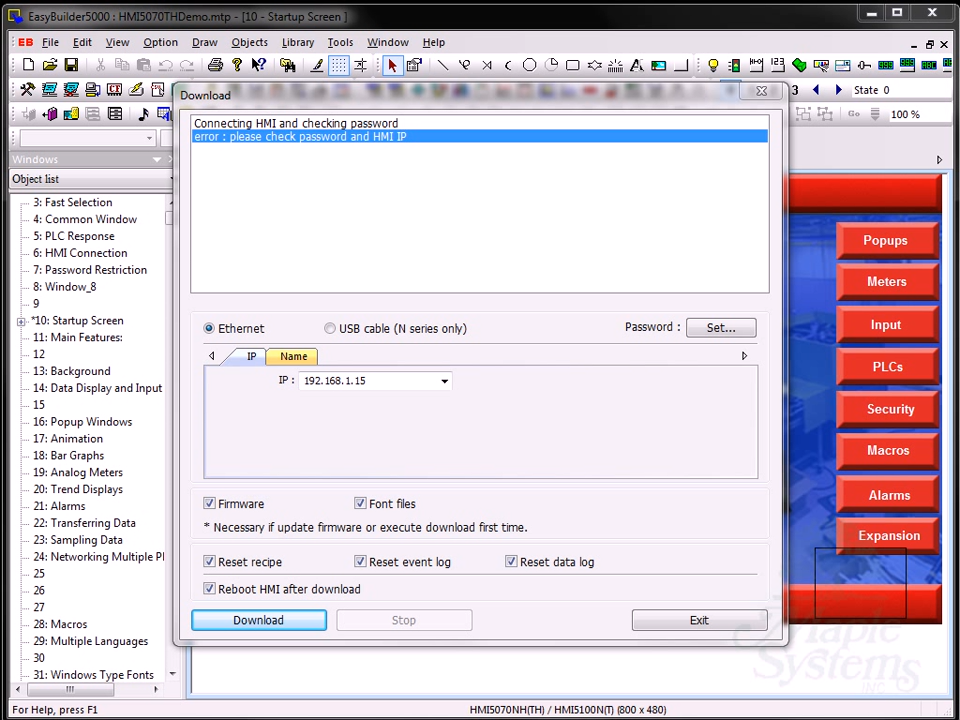 EasyBuilder5000 : HMI5070THDemo.mtp - [10 - Startup Screen ]
EB File Edit View Option Draw Objects Library Tools Window Help
Download
3 State 0
Connecting HMI and checking password
error : please check password and HMI IP
100 %
Windows
Object list
3: Fast Selection
4: Common Window
5: PLC Response
6: HMI Connection
7: Password Restriction
8: Window_8
9
*10: Startup Screen
11: Main Features:
12
13: Background
14: Data Display and Input
15
16: Popup Windows
17: Animation
18: Bar Graphs
19: Analog Meters
20: Trend Displays
21: Alarms
22: Transferring Data
23: Sampling Data
24: Networking Multiple P
25
26
27
28: Macros
29: Multiple Languages
30
31: Windows Type Fonts
Ethernet
USB cable (N series only)
Password :
Set...
IP
Name
IP :
192.168.1.15
Firmware
Font files
* Necessary if update firmware or execute download first time.
Reset recipe
Reset event log
Reset data log
Reboot HMI after download
Download
Stop
Exit
Popups
Meters
Input
PLCs
Security
Macros
Alarms
Expansion
Maple
Systems
INC
For Help, press F1
HMI5070NH(TH) / HMI5100N(T) (800 x 480)